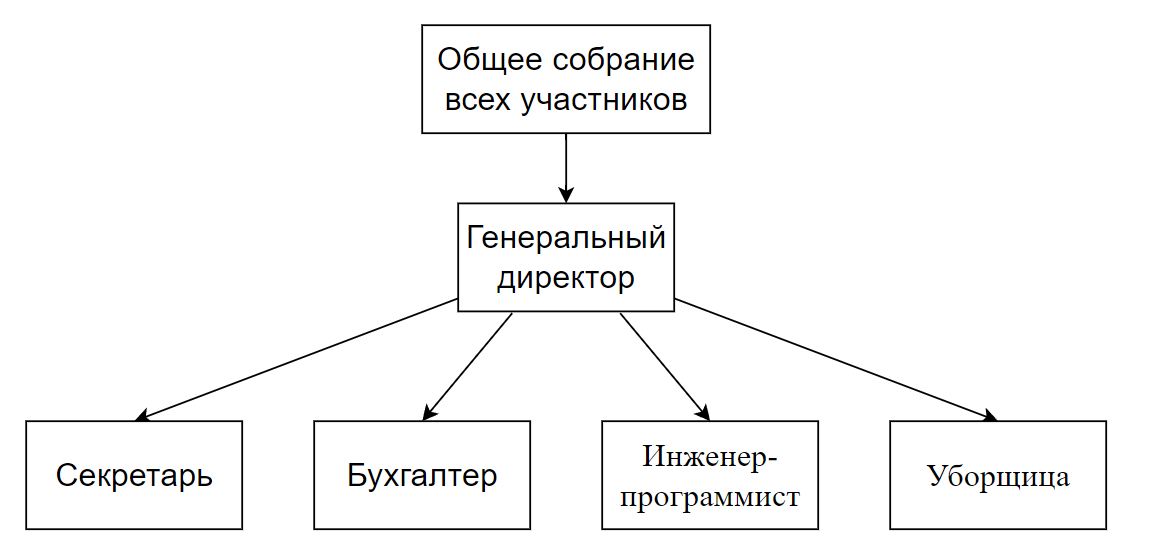 Общее собрание
всех участников
Генеральный
директор
Секретарь
Бухгалтер
Инженер-
программист
Уборщица